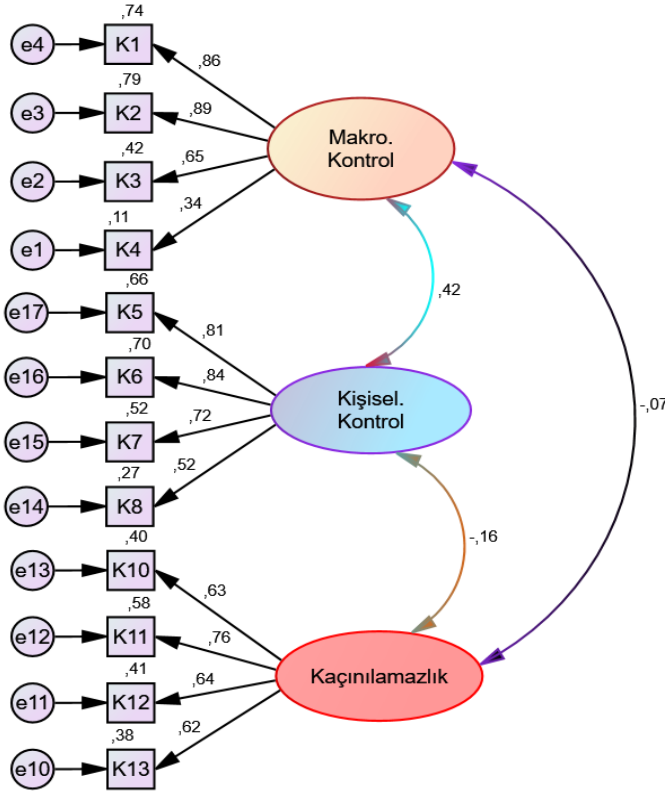 ,74
e4 K1 ,86
,79
e3 K2 ,89
Makro.
Kontrol
,42
e2 K3 ,65
,34
,11
e1 K4
,42
,66
e17 K5 ,81
,70
e16 K6 ,84
Kişisel.
Kontrol
-,07
,52
e15 K7 ,72
,52
,27
e14 K8
-,16
,40
e13 K10 ,63
,58
e12 K11 ,76
,41
e11 K12 ,64
Kaçınılamazlık
,62
,38
e10 K13